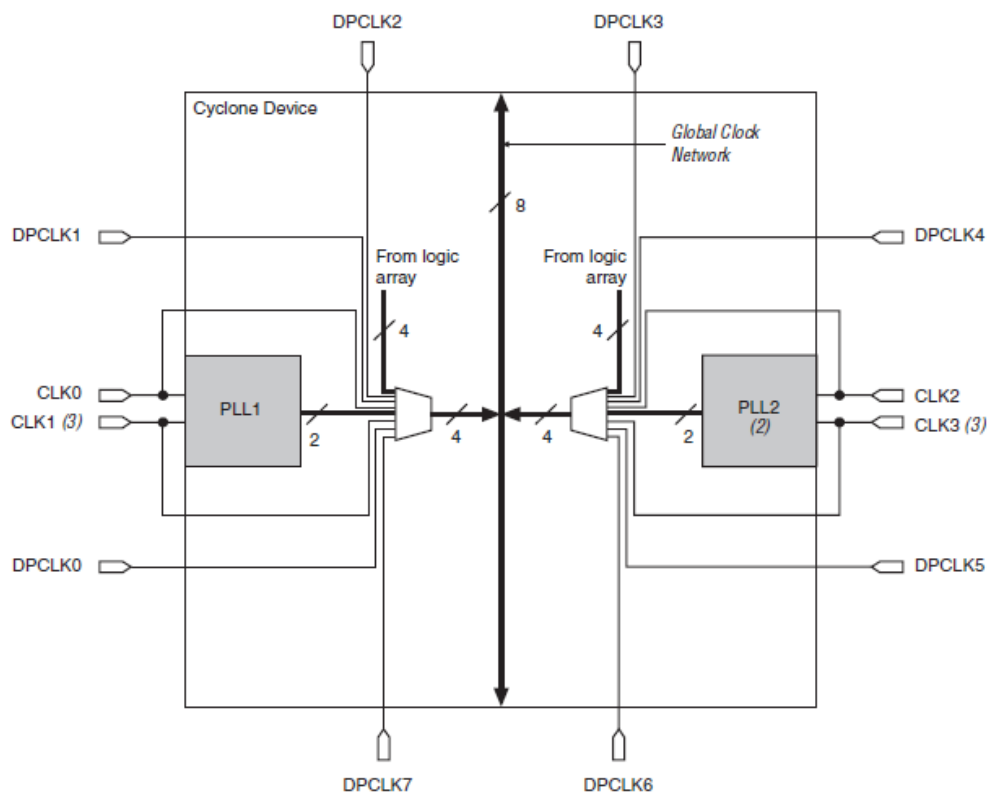 DPCLK2
DPCLK3
Cyclone Device
Global Clock
Network
8
DPCLK1
DPCLK4
From logic
array
From logic
array
4
4
CLK0
CLK1 (3)
PLL1
2
4
4
2
PLL2
(2)
CLK2
CLK3 (3)
DPCLK0
DPCLK5
DPCLK7
DPCLK6